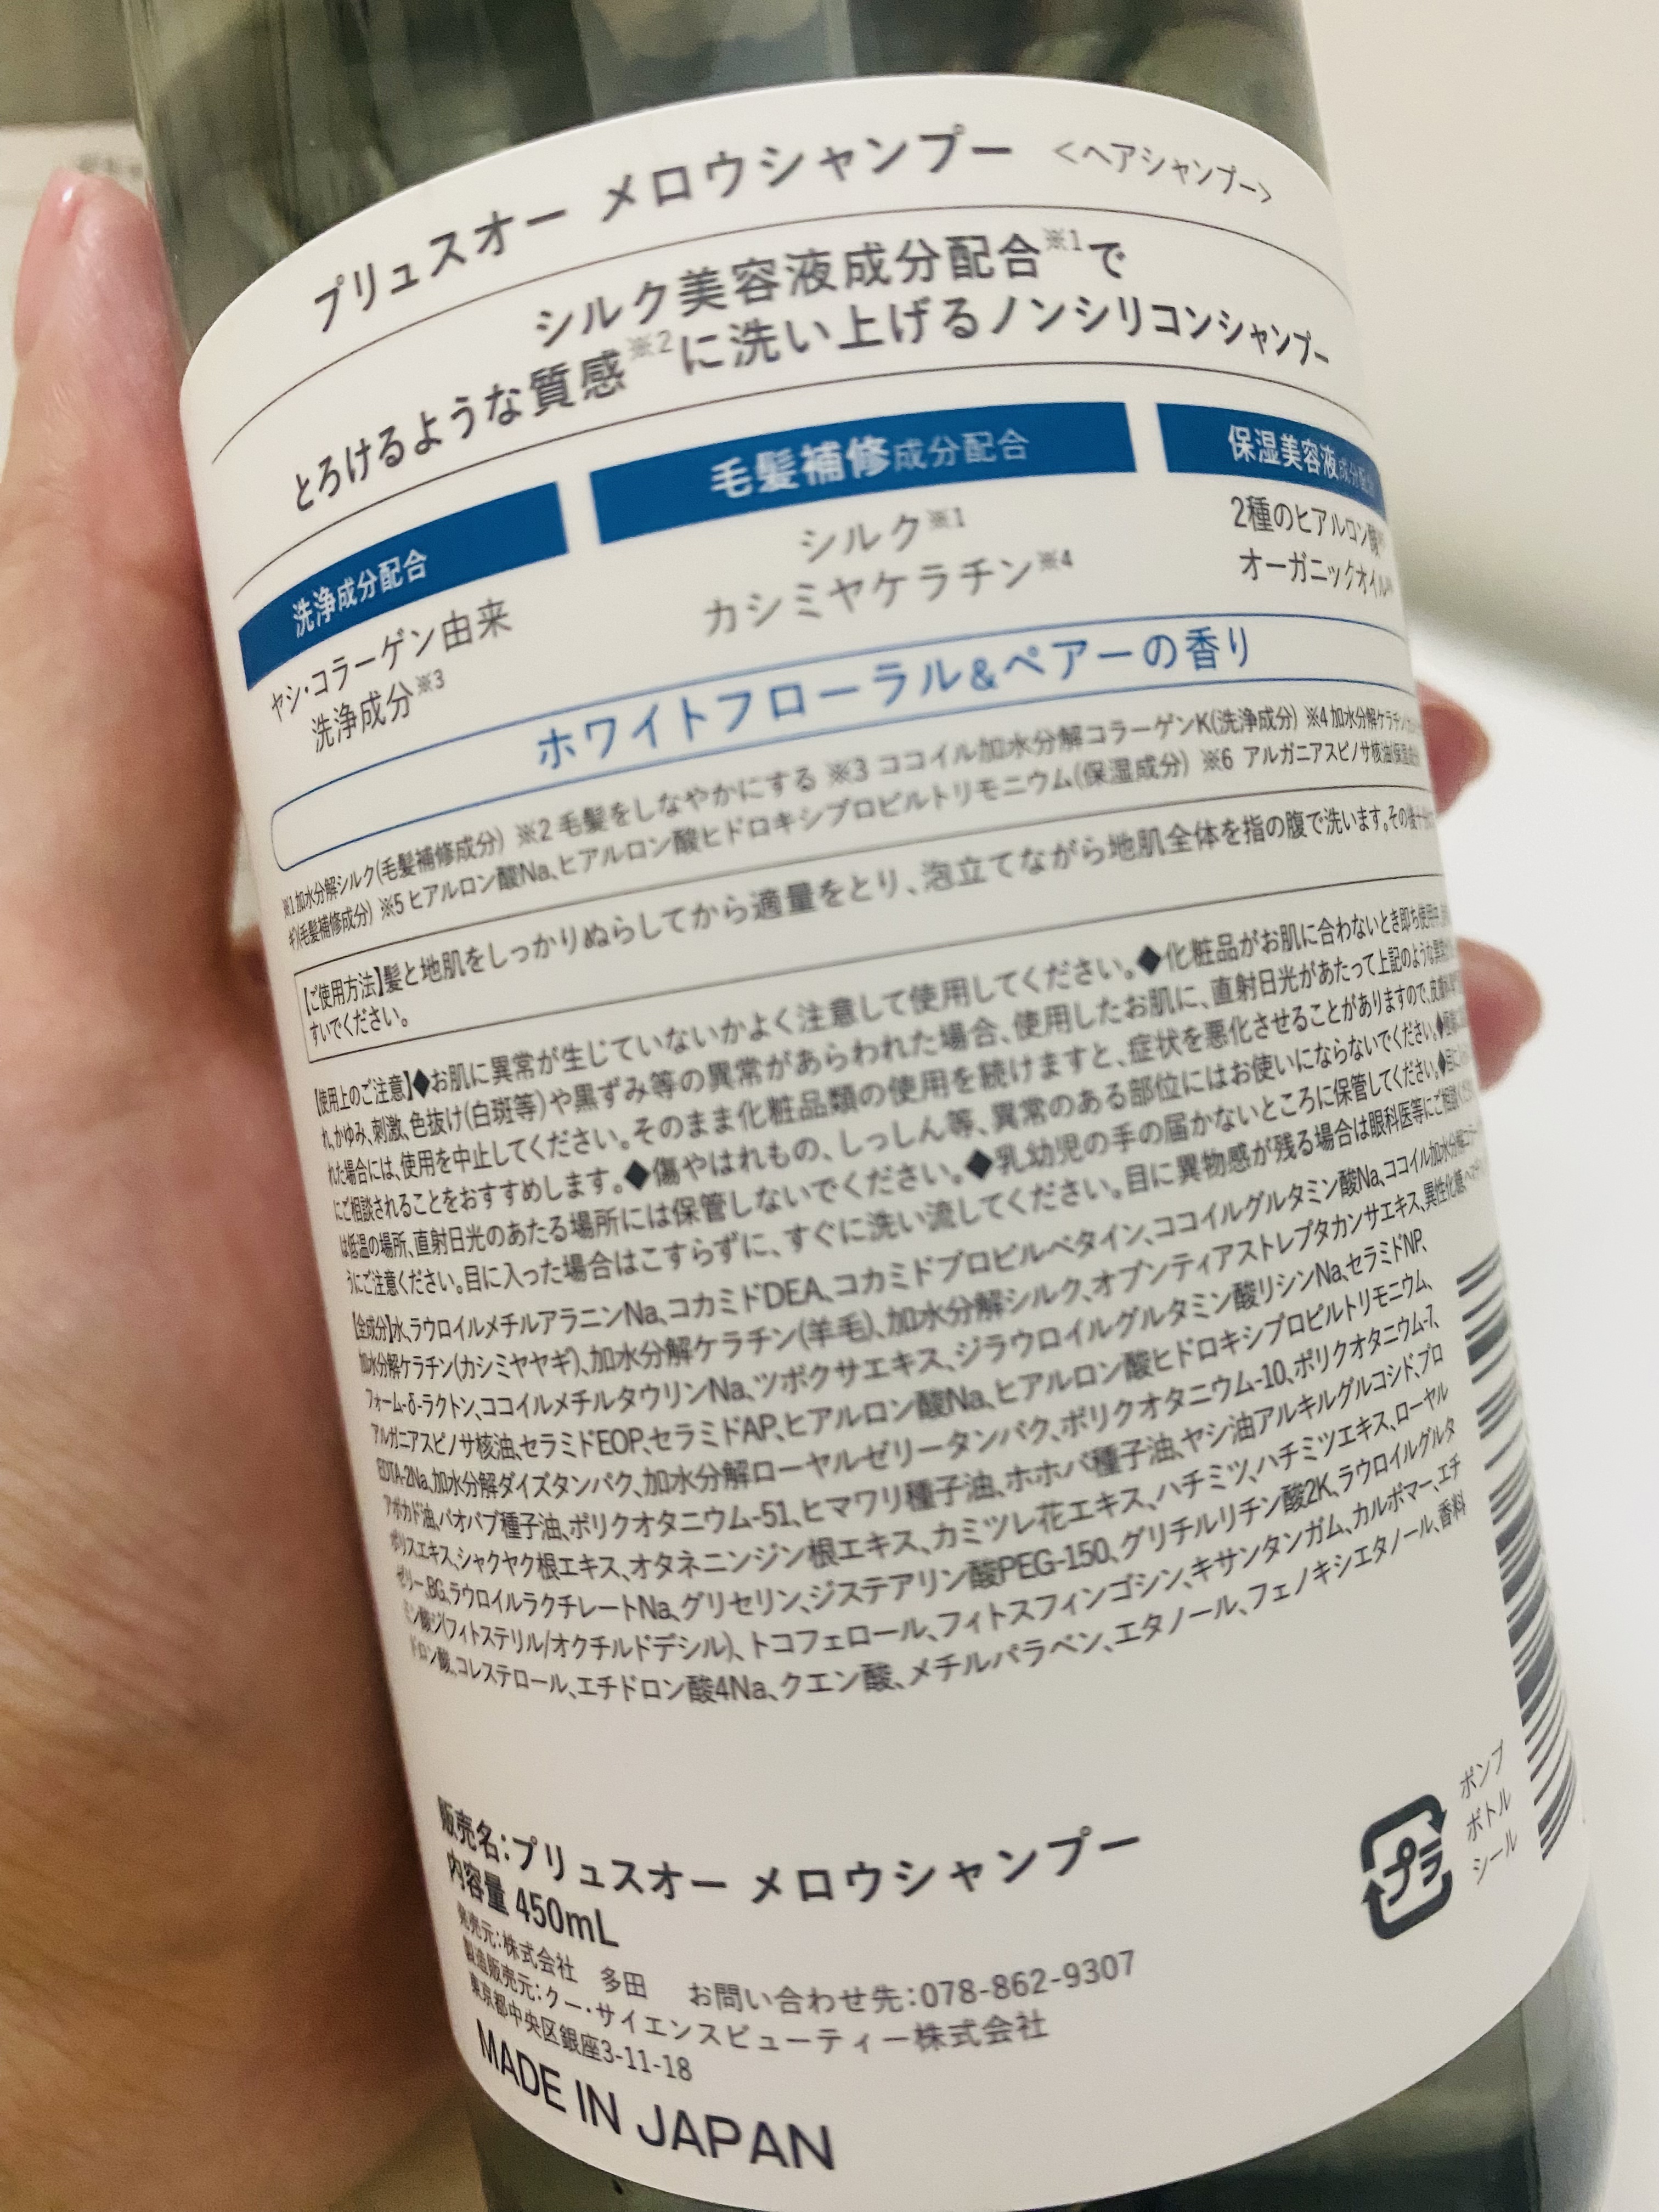 プリュスオー メロウシャンプー <ヘアシャンプー>
シルク美容液成分配合※1で
とろけるような質感※2に洗い上げるノンシリコンシャンプー
洗浄成分配合
ヤシ・コラーゲン由来
洗浄成分※3
毛髪補修成分配合
シルク※1
カシミヤケラチン※4
保湿美容液成分配合
2種のヒアルロン酸
オーガニックオイル
ホワイトフローラル&ペアーの香り
※1 加水分解シルク(毛髪補修成分) ※2 毛髪をしなやかにする ※3 ココイル加水分解コラーゲンK(洗浄成分) ※4 加水分解ケラチン
ギ)(毛髪補修成分) ※5 ヒアルロン酸Na、ヒアルロン酸ヒドロキシプロピルトリモニウム(保湿成分) ※6 アルガニアスピノサ核油(保湿成分
【ご使用方法】髪と地肌をしっかりぬらしてから適量をとり、泡立てながら地肌全体を指の腹で洗います。その後
すいでください。
【使用上のご注意】◆お肌に異常が生じていないかよく注意して使用してください。◆化粧品がお肌に合わないとき即ち使用中
れ、かゆみ、刺激、色抜け(白斑等)や黒ずみ等の異常があらわれた場合、使用したお肌に、直射日光があたって上記のような異常
れた場合には、使用を中止してください。そのまま化粧品類の使用を続けますと、症状を悪化させることがありますので、皮膚
にご相談されることをおすすめします。◆傷やはれもの、しっしん等、異常のある部位にはお使いにならないでください。◆
は低温の場所、直射日光のあたる場所には保管しないでください。◆乳幼児の手の届かないところに保管してください。◆
うにご注意ください。目に入った場合はこすらずに、すぐに洗い流してください。目に異物感が残る場合は眼科医等にご相談
【全成分】水、ラウロイルメチルアラニンNa、コカミドDEA、コカミドプロピルベタイン、ココイルグルタミン酸Na、ココイル加水分解コラ
加水分解ケラチン(カシミヤヤギ)、加水分解ケラチン(羊毛)、加水分解シルク、オプンティアストレプタカンサエキス、異性化糖、ヘ
フォーム-δ-ラクトン、ココイルメチルタウリンNa、ツボクサエキス、ジラウロイルグルタミン酸リシンNa、セラミドNP、
アルガニアスピノサ核油、セラミドEOP、セラミドAP、ヒアルロン酸Na、ヒアルロン酸ヒドロキシプロピルトリモニウム、
EDTA-2Na、加水分解ダイズタンパク、加水分解ローヤルゼリータンパク、ポリクオタニウム-10、ポリクオタニウム-7、
アボカド油、バオバブ種子油、ポリクオタニウム-51、ヒマワリ種子油、ホホバ種子油、ヤシ油アルキルグルコシド、プロ
ポリスエキス、シャクヤク根エキス、オタネニンジン根エキス、カミツレ花エキス、ハチミツ、ハチミツエキス、ローヤル
ゼリー、BG、ラウロイルラクチレートNa、グリセリン、ジステアリン酸PEG-150、グリチルリチン酸2K、ラウロイルグルタ
ミン酸ジ(フィトステリル/オクチルドデシル)、トコフェロール、フィトスフィンゴシン、キサンタンガム、カルボマー、エチ
ドロン酸、コレステロール、エチドロン酸4Na、クエン酸、メチルパラベン、エタノール、フェノキシエタノール、香料
販売名:プリュスオー メロウシャンプー
内容量 450mL
発売元:株式会社 多田 お問い合わせ先:078-862-9307
製造販売元:クー・サイエンスビューティー株式会社
東京都中央区銀座3-11-18
MADE IN JAPAN
プラ
ポンプ
ボトル
シール